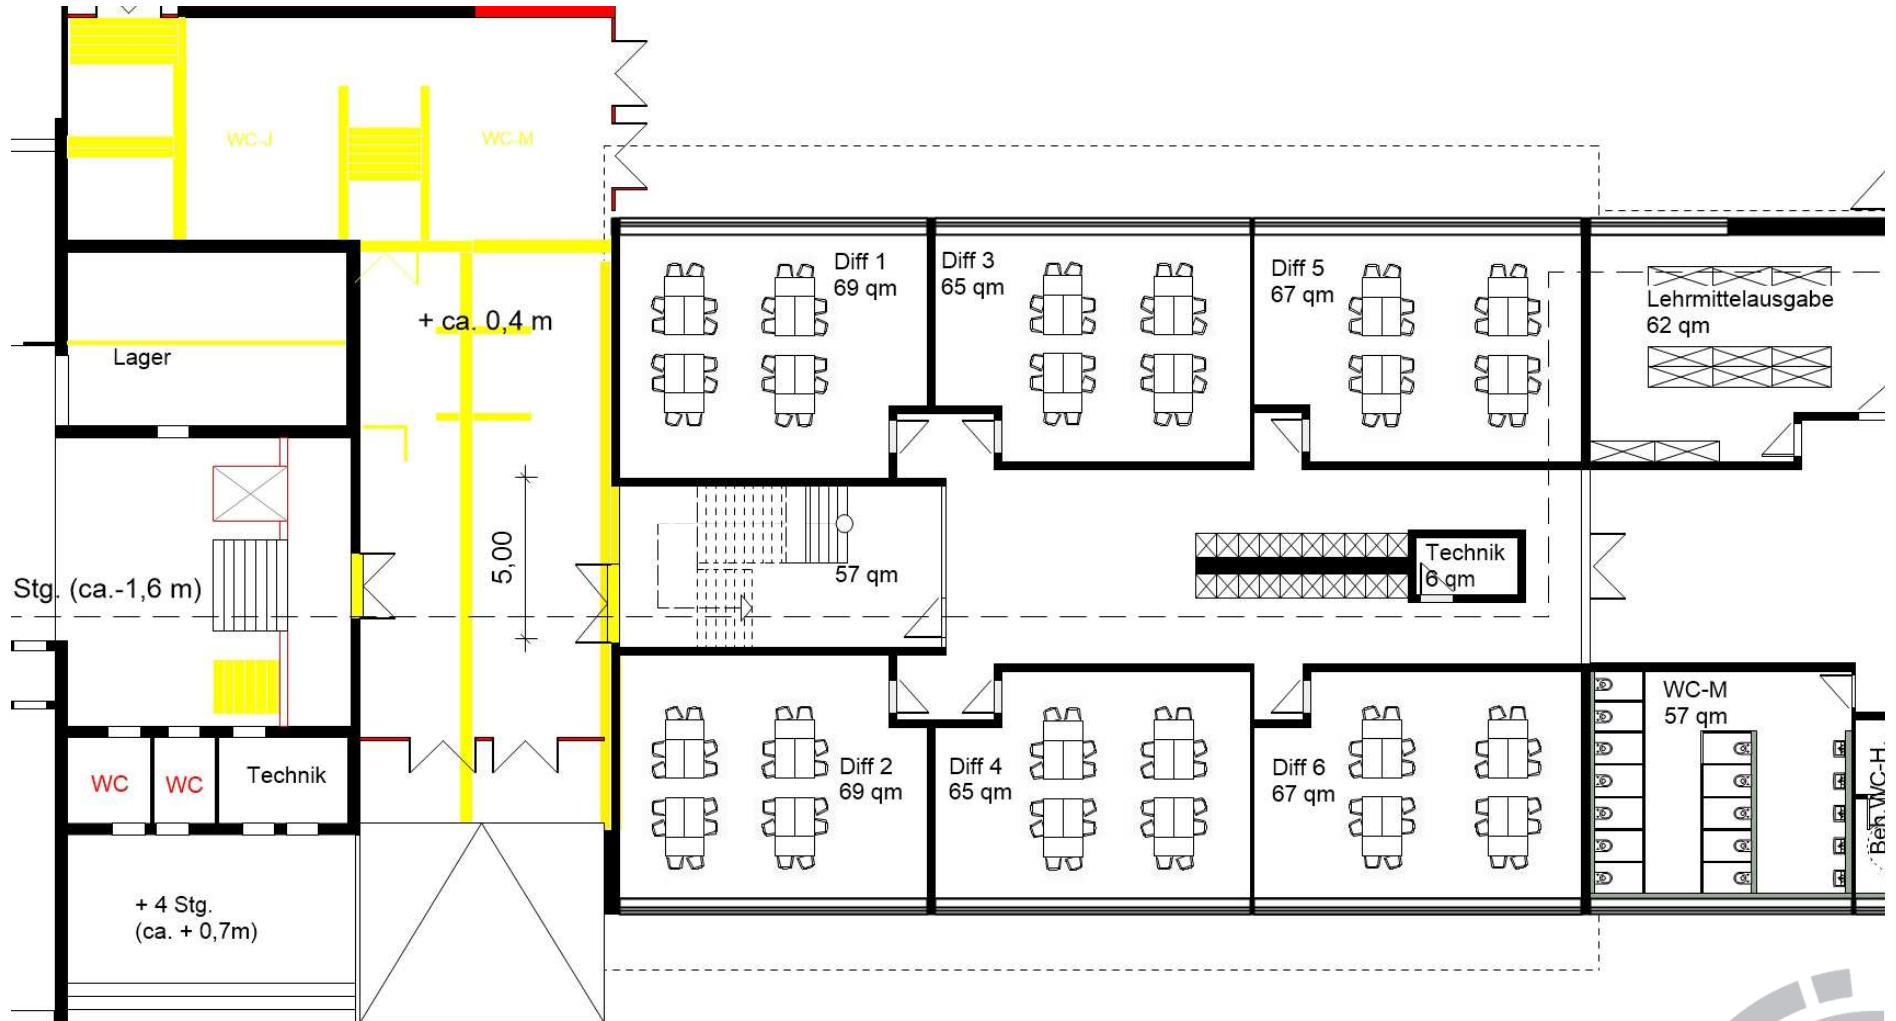 WC-J
WC-M
+ ca. 0,4 m
Lager
Diff 1
69 qm
Diff 3
65 qm
Diff 5
67 qm
Lehrmittelausgabe
62 qm
5,00
Stg. (ca.-1,6 m)
57 qm
Technik
6 qm
WC
WC
Technik
Diff 2
69 qm
Diff 4
65 qm
Diff 6
67 qm
WC-M
57 qm
Beh.WC-H.
+ 4 Stg.
(ca. + 0,7m)